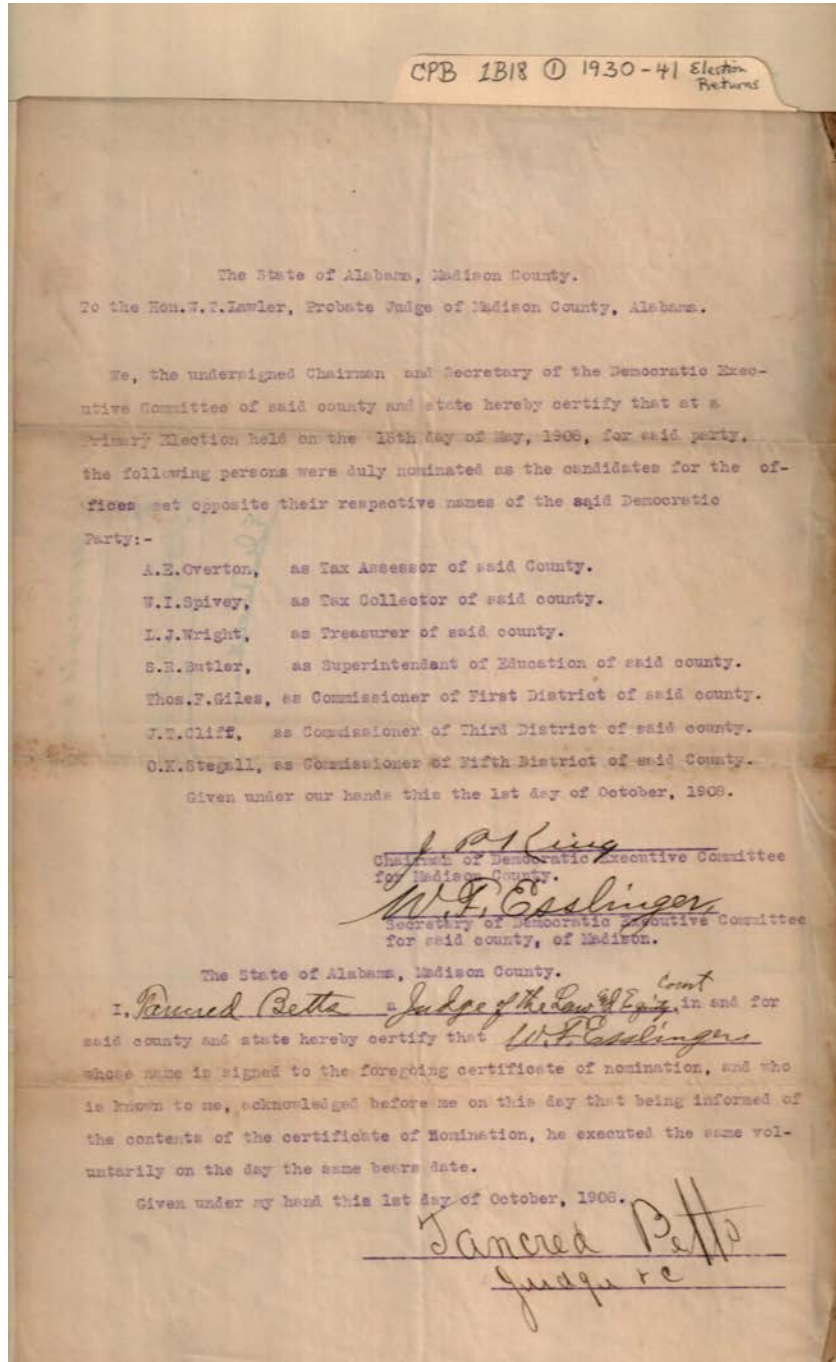 CPB 1B18 ① 1930-41 Election
Returns
The State of Alabama, Madison County.
To the Hon.W.T.Lawler, Probate Judge of Madison County, Alabama.
We, the undersigned Chairman and Secretary of the Democratic Exec-
utive Committee of said county and state hereby certify that at a
Primary Election held on the 18th day of May, 1908, for said party,
the following persons were duly nominated as the candidates for the of-
fices set opposite their respective names of the said Democratic
Party:-
A.E.Overton, as Tax Assessor of said County.
W.I.Spivey, as Tax Collector of said county.
L.J.Wright, as Treasurer of said county.
S.R.Butler, as Superintendent of Education of said county.
Thos.F.Giles, as Commissioner of First District of said county.
J.T.Cliff, as Commissioner of Third District of said county.
O.K.Stegall, as Commissioner of Fifth District of said County.
Given under our hands this the 1st day of October, 1908.
J P King
Chairman of Democratic Executive Committee
for Madison County.
W. F. Esslinger,
Secretary of Democratic Executive Committee
for said county, of Madison.
The State of Alabama, Madison County.
I, Tancred Betts a Judge of the Law & Equity Court in and for
said county and state hereby certify that W.F. Esslinger
whose name is signed to the foregoing certificate of nomination, and who
is known to me, acknowledged before me on this day that being informed of
the contents of the certificate of Nomination, he executed the same vol-
untarily on the day the same bears date.
Given under my hand this 1st day of October, 1908.
Tancred Betts
Judge &c